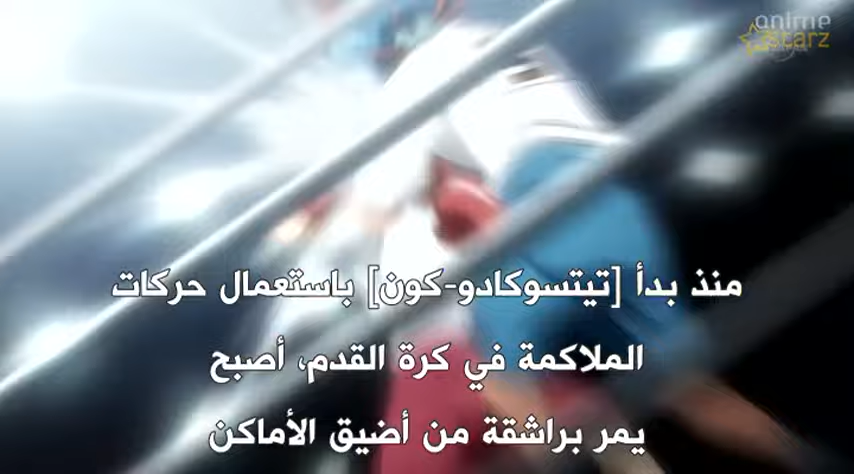 anime
starz
منذ بدأ [تيتسوكادو-كون] باستعمال حركات
الملاكمة في كرة القدم، أصبح
يمر براشقة من أضيق الأماكن